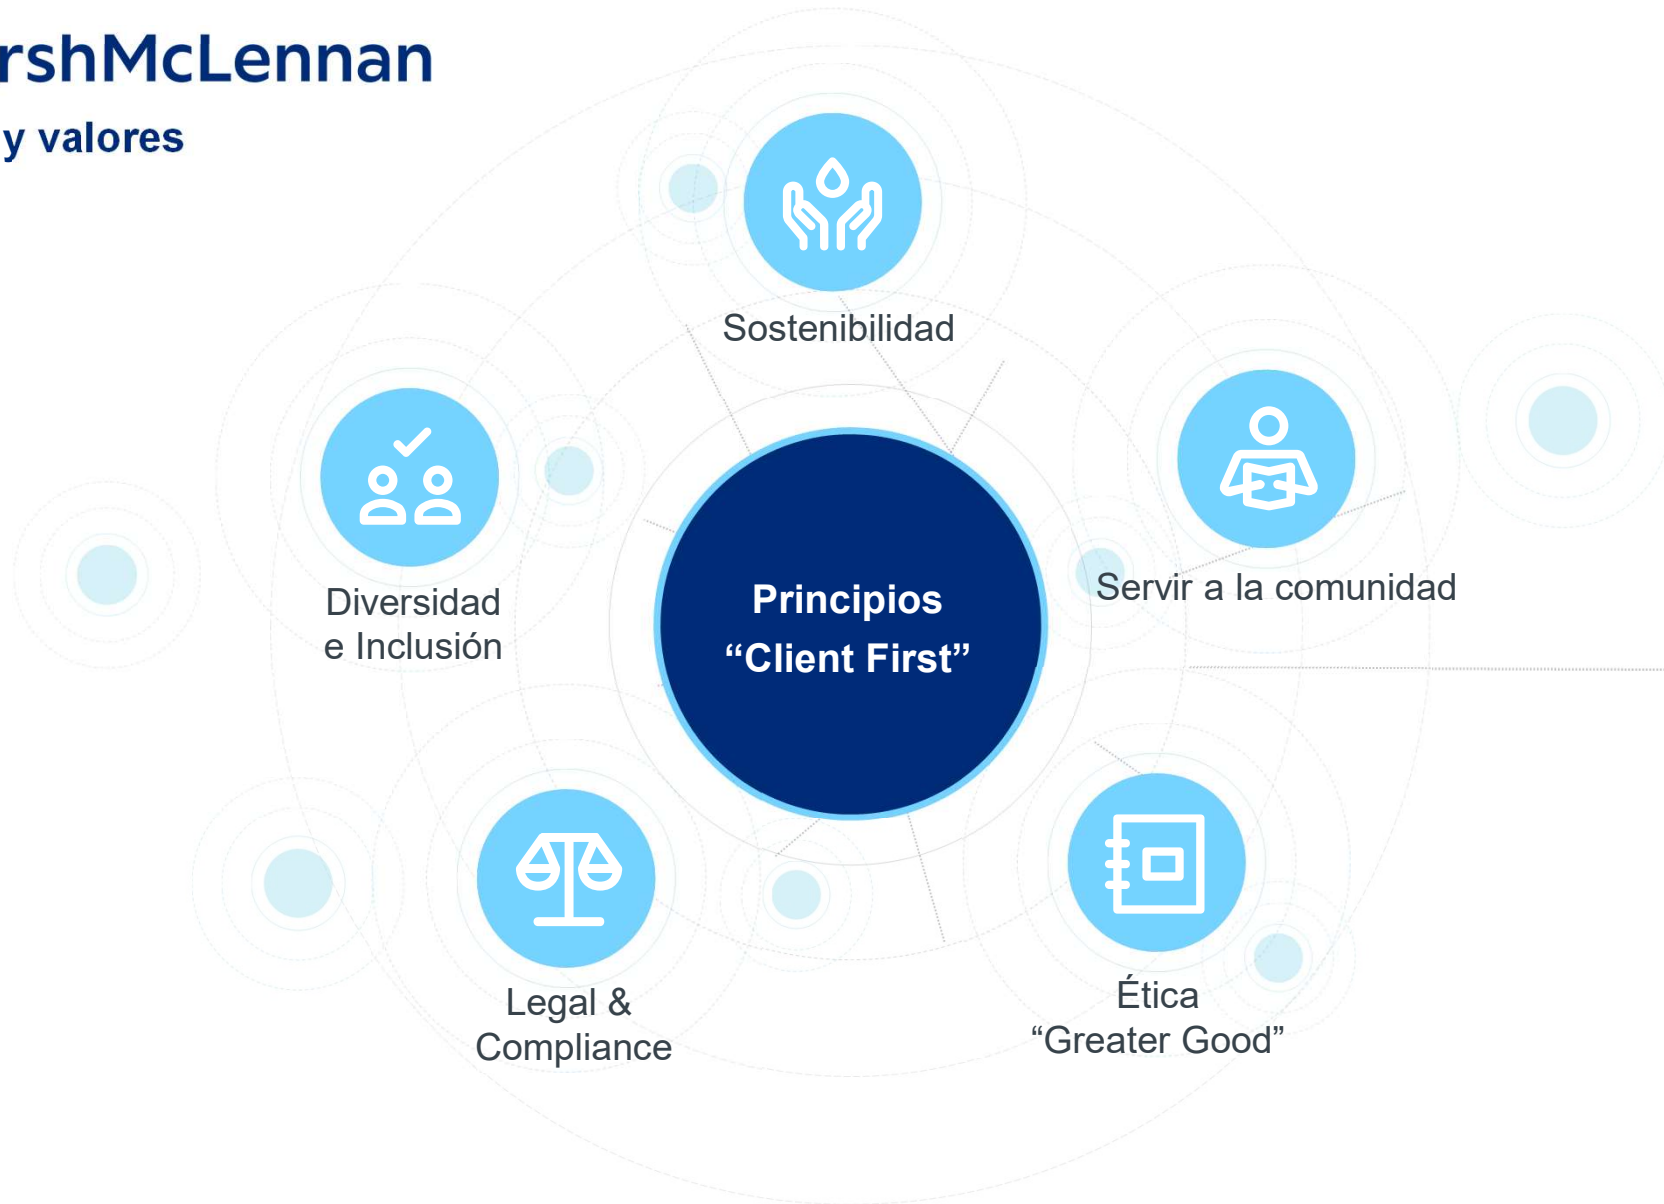 rshMcLennan
y valores
Sostenibilidad
Diversidad
e Inclusión
Servir a la comunidad
Principios
“Client First”
Legal &
Compliance
Ética
“Greater Good”